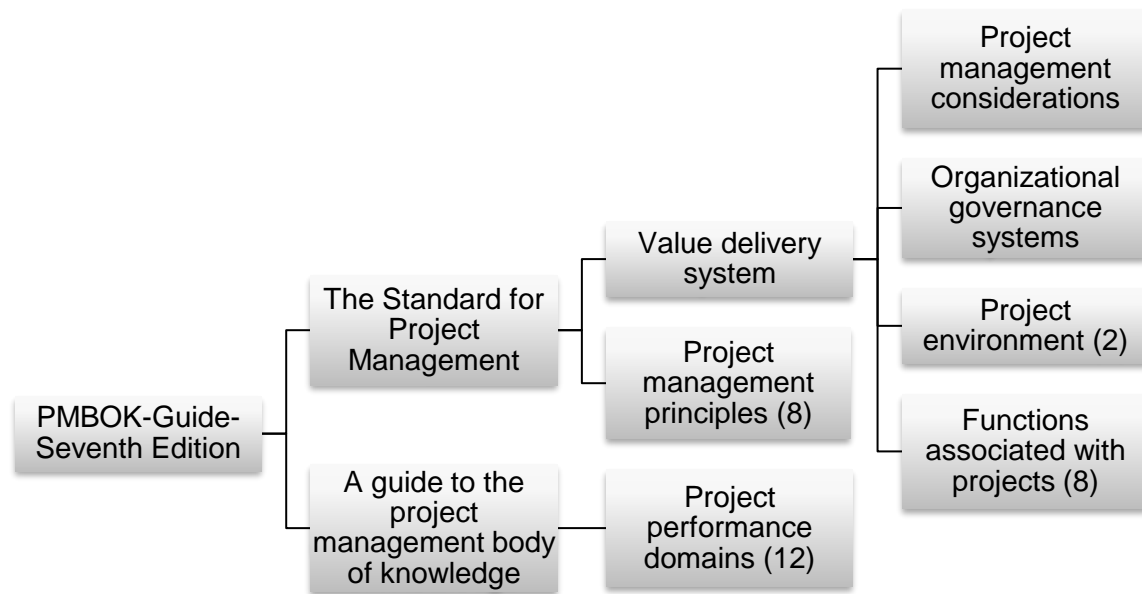 PMBOK-Guide-
Seventh Edition
The Standard for
Project
Management
A guide to the
project
management body
of knowledge
Value delivery
system
Project
management
principles (8)
Project
performance
domains (12)
Project
management
considerations
Organizational
governance
systems
Project
environment (2)
Functions
associated with
projects (8)